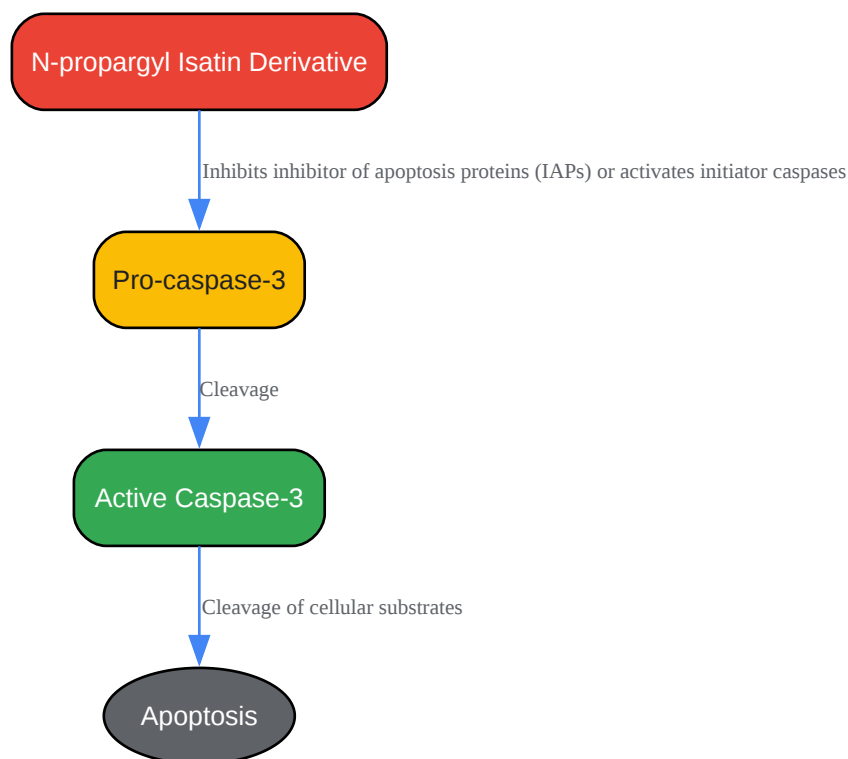 N-propargyl Isatin Derivative
Inhibits inhibitor of apoptosis proteins (IAPs) or activates initiator caspases
Pro-caspase-3
Cleavage
Active Caspase-3
Cleavage of cellular substrates
Apoptosis